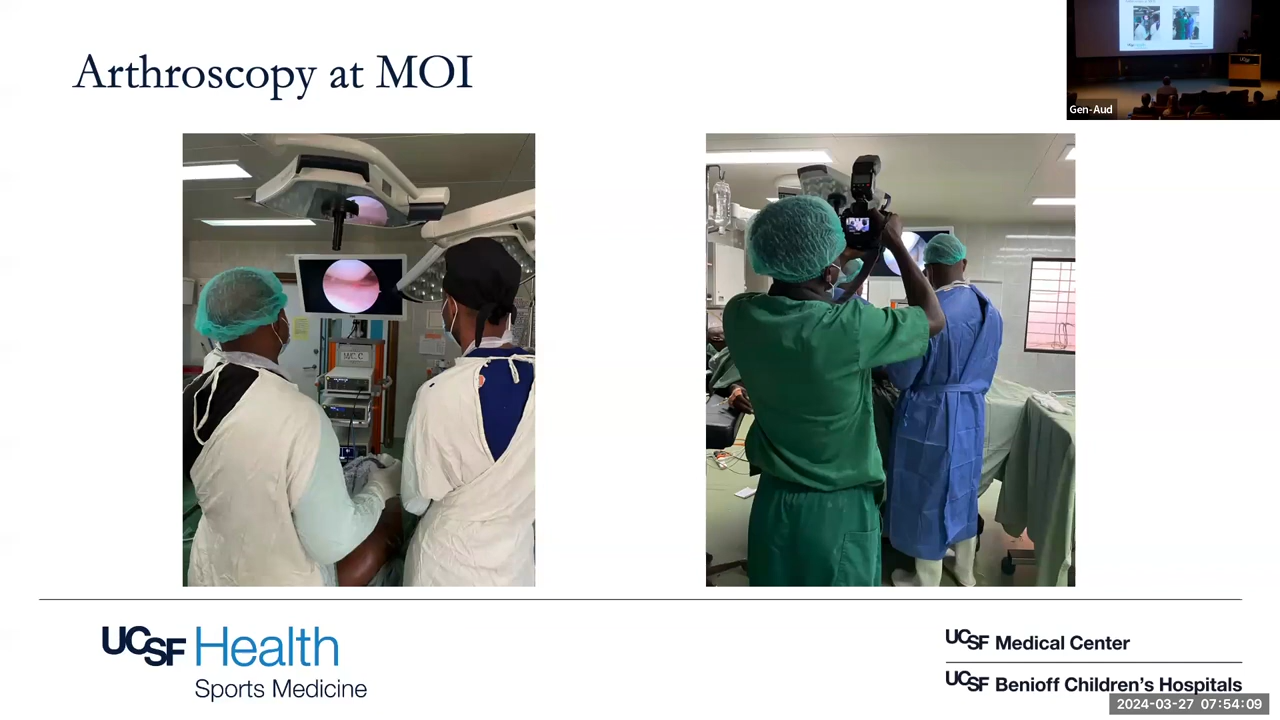 Arthroscopy at MOI
Gen-Aud
UCSF Health
Sports Medicine
UCSF Medical Center
UCSF Benioff Children's Hospitals
2024-03-27 07:54:09